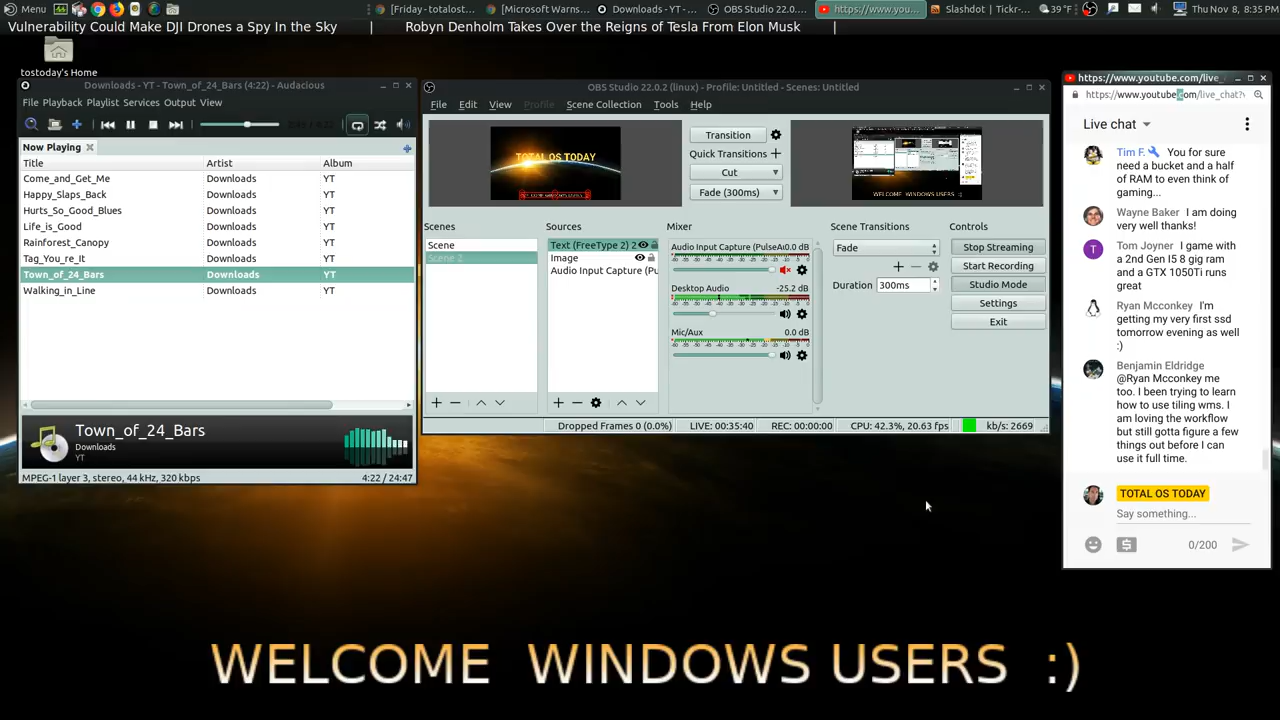 Menu
[Friday - totalost...
[Microsoft Warns...
Downloads - YT - ...
OBS Studio 22.0....
https://www.you...
Slashdot | Tickr-...
39 °F
Thu Nov 8, 8:35 PM
Vulnerability Could Make DJI Drones a Spy In the Sky | Robyn Denholm Takes Over the Reigns of Tesla From Elon Musk |
tostoday's Home
Downloads - YT - Town_of_24_Bars (4:22) - Audacious
File Playback Playlist Services Output View
Now Playing
Title Artist Album
Come_and_Get_Me Downloads YT
Happy_Slaps_Back Downloads YT
Hurts_So_Good_Blues Downloads YT
Life_is_Good Downloads YT
Rainforest_Canopy Downloads YT
Tag_You_re_It Downloads YT
Town_of_24_Bars Downloads YT
Walking_in_Line Downloads YT
Town_of_24_Bars
Downloads
YT
MPEG-1 layer 3, stereo, 44 kHz, 320 kbps 4:22 / 24:47
OBS Studio 22.0.2 (linux) - Profile: Untitled - Scenes: Untitled
File Edit View Profile Scene Collection Tools Help
TOTAL OS TODAY
WELCOME WINDOWS USERS :)
Transition
Quick Transitions
Cut
Fade (300ms)
WELCOME WINDOWS USERS :)
Scenes
Scene
Scene 2
Sources
Text (FreeType 2) 2
Image
Audio Input Capture (Pu
Mixer
Audio Input Capture (PulseAu 0.0 dB
Desktop Audio -25.2 dB
Mic/Aux 0.0 dB
Scene Transitions
Fade
Duration 300ms
Controls
Stop Streaming
Start Recording
Studio Mode
Settings
Exit
Dropped Frames 0 (0.0%) LIVE: 00:35:40 REC: 00:00:00 CPU: 42.3%, 20.63 fps kb/s: 2669
https://www.youtube.com/live_
https://www.youtube.com/live_chat?
Live chat
Tim F. You for sure
need a bucket and a half
of RAM to even think of
gaming...
Wayne Baker I am doing
very well thanks!
Tom Joyner I game with
a 2nd Gen I5 8 gig ram
and a GTX 1050Ti runs
great
Ryan Mcconkey I'm
getting my very first ssd
tomorrow evening as well
:)
Benjamin Eldridge
@Ryan Mcconkey me
too. I been trying to learn
how to use tiling wms. I
am loving the workflow
but still gotta figure a few
things out before I can
use it full time.
TOTAL OS TODAY
Say something...
0/200
WELCOME WINDOWS USERS :)